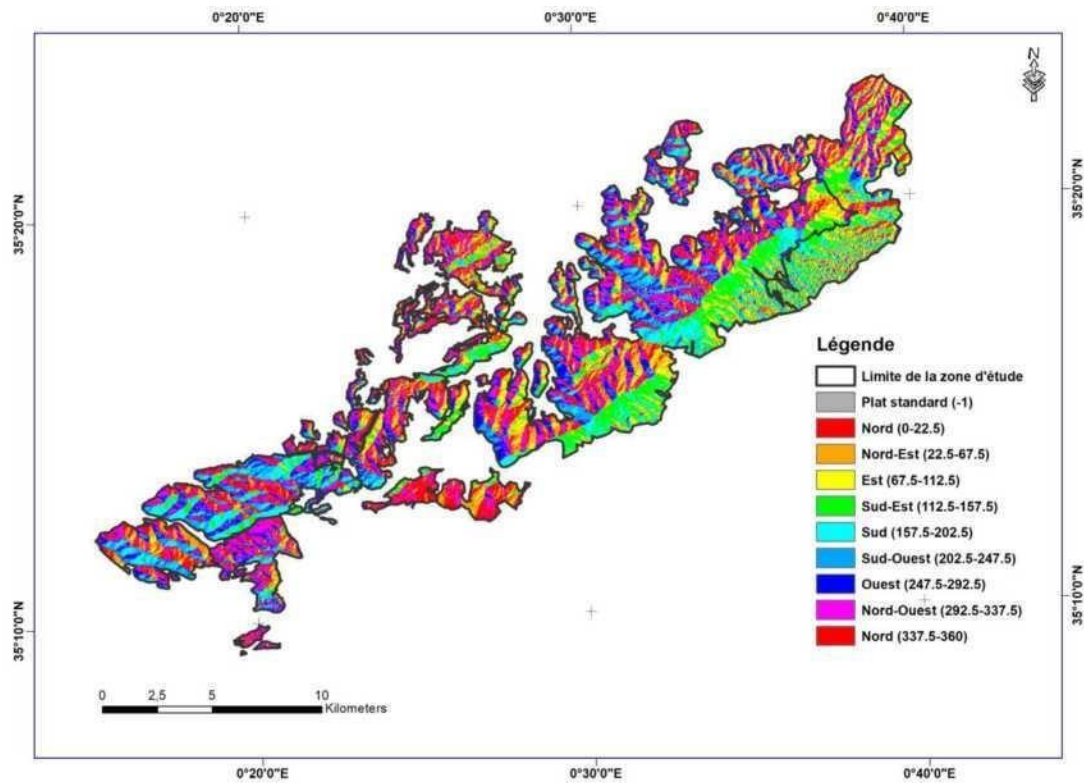 0°20'0"E 0°30'0"E 0°40'0"E
N
35°20'0"N
35°20'0"N
Légende
Limite de la zone d'étude
Plat standard (-1)
Nord (0-22.5)
Nord-Est (22.5-67.5)
Est (67.5-112.5)
Sud-Est (112.5-157.5)
Sud (157.5-202.5)
Sud-Ouest (202.5-247.5)
Ouest (247.5-292.5)
Nord-Ouest (292.5-337.5)
Nord (337.5-360)
35°10'0"N
35°10'0"N
0 2,5 5 10
Kilometers
0°20'0"E 0°30'0"E 0°40'0"E